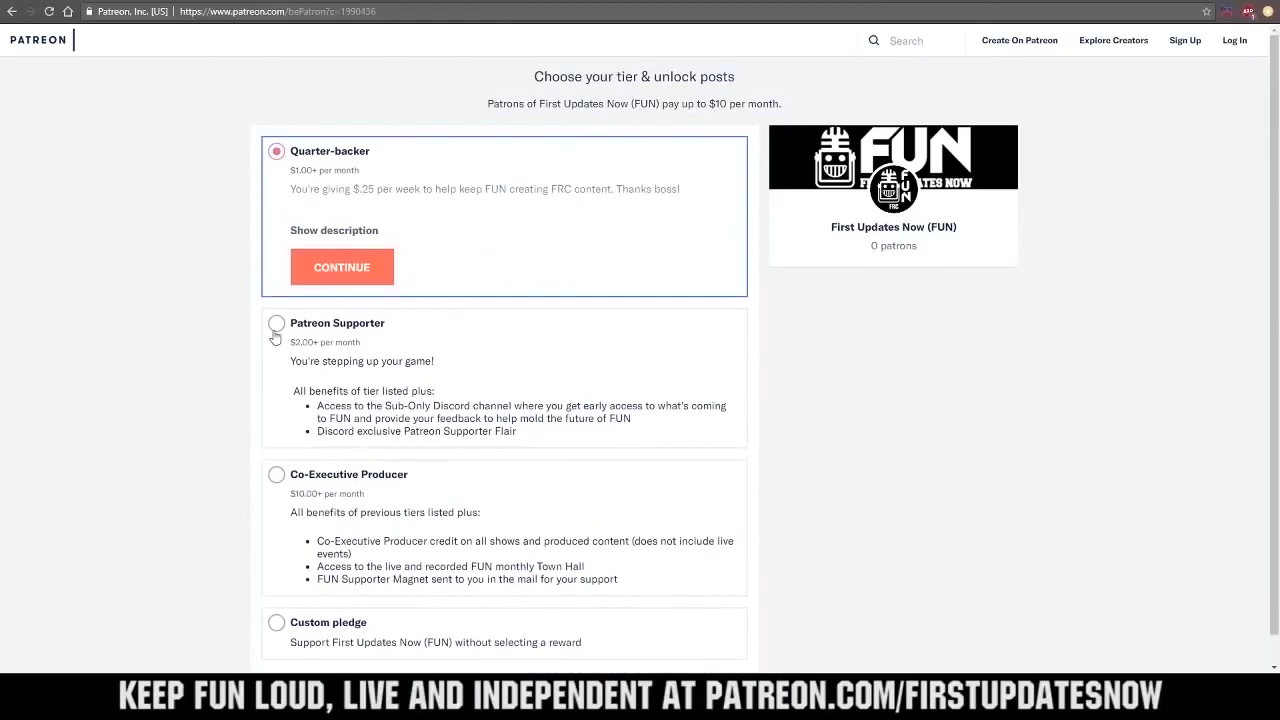 Patreon, Inc. [US] | https://www.patreon.com/bePatron?c=1990436
PATREON
Search
Create On Patreon
Explore Creators
Sign Up
Log In
Choose your tier & unlock posts
Patrons of First Updates Now (FUN) pay up to $10 per month.
Quarter-backer
$1.00+ per month
You're giving $.25 per week to help keep FUN creating FRC content. Thanks boss!
Show description
CONTINUE
FUN
FIRST UPDATES NOW
FUN
FRC
First Updates Now (FUN)
0 patrons
Patreon Supporter
$2.00+ per month
You're stepping up your game!
All benefits of tier listed plus:
• Access to the Sub-Only Discord channel where you get early access to what's coming
to FUN and provide your feedback to help mold the future of FUN
• Discord exclusive Patreon Supporter Flair
Co-Executive Producer
$10.00+ per month
All benefits of previous tiers listed plus:
• Co-Executive Producer credit on all shows and produced content (does not include live
events)
• Access to the live and recorded FUN monthly Town Hall
• FUN Supporter Magnet sent to you in the mail for your support
Custom pledge
Support First Updates Now (FUN) without selecting a reward
KEEP FUN LOUD, LIVE AND INDEPENDENT AT PATREON.COM/FIRSTUPDATESNOW